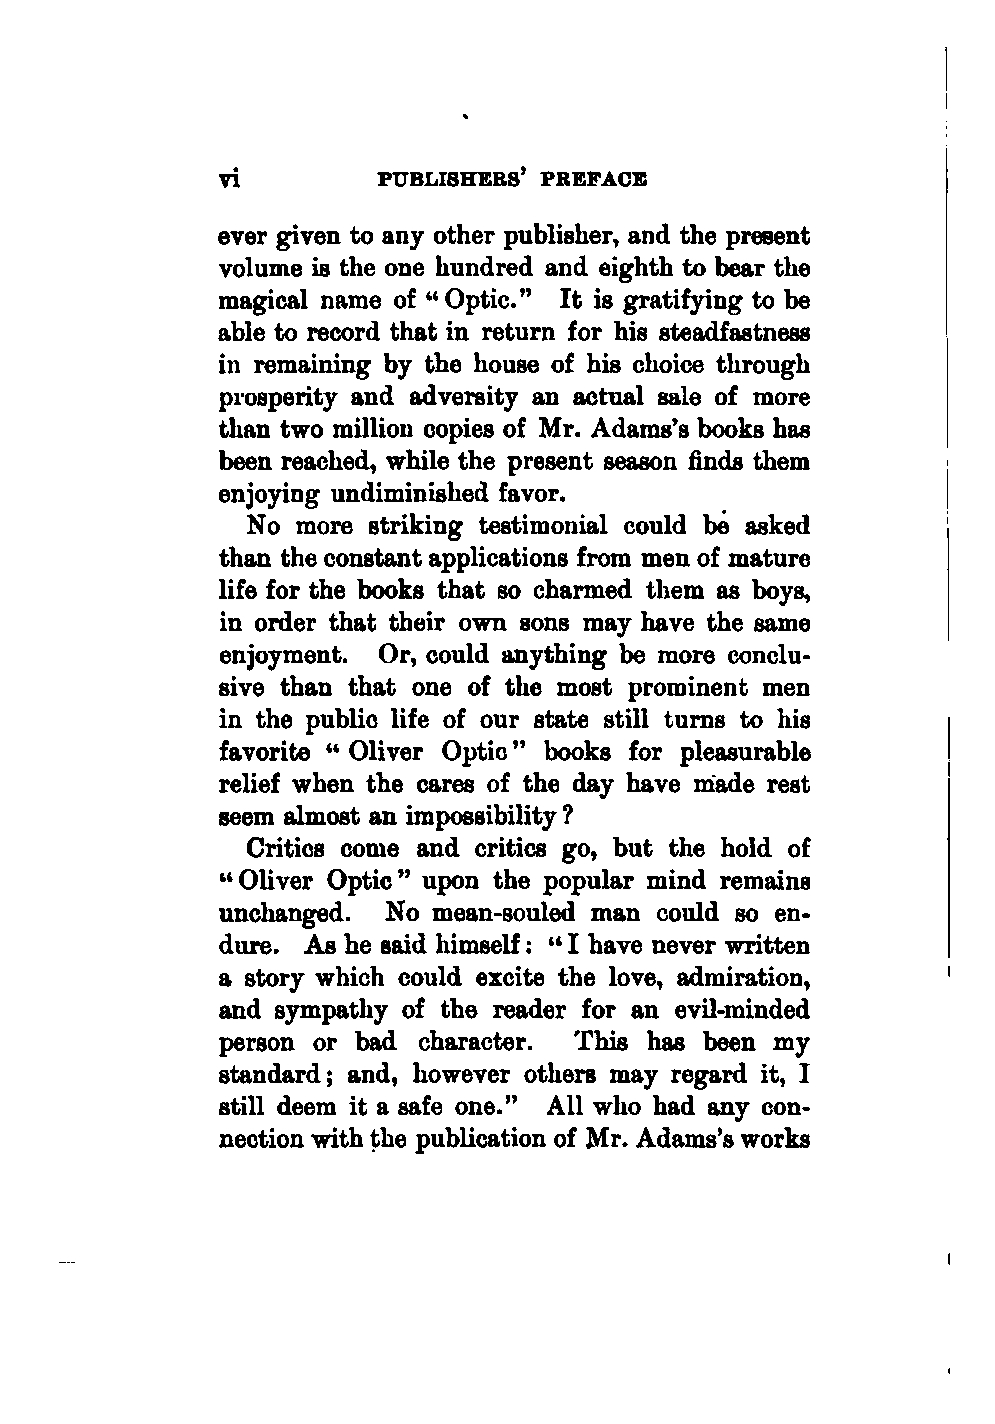 vi PUBLISHERS' PREFACE
ever given to any other publisher, and the present
volume is the one hundred and eighth to bear the
magical name of "Optic." It is gratifying to be
able to record that in return for his steadfastness
in remaining by the house of his choice through
prosperity and adversity an actual sale of more
than two million copies of Mr. Adams's books has
been reached, while the present season finds them
enjoying undiminished favor.
No more striking testimonial could be asked
than the constant applications from men of mature
life for the books that so charmed them as boys,
in order that their own sons may have the same
enjoyment. Or, could anything be more conclu-
sive than that one of the most prominent men
in the public life of our state still turns to his
favorite "Oliver Optic" books for pleasurable
relief when the cares of the day have made rest
seem almost an impossibility?
Critics come and critics go, but the hold of
"Oliver Optic" upon the popular mind remains
unchanged. No mean-souled man could so en-
dure. As he said himself: "I have never written
a story which could excite the love, admiration,
and sympathy of the reader for an evil-minded
person or bad character. This has been my
standard; and, however others may regard it, I
still deem it a safe one." All who had any con-
nection with the publication of Mr. Adams's works